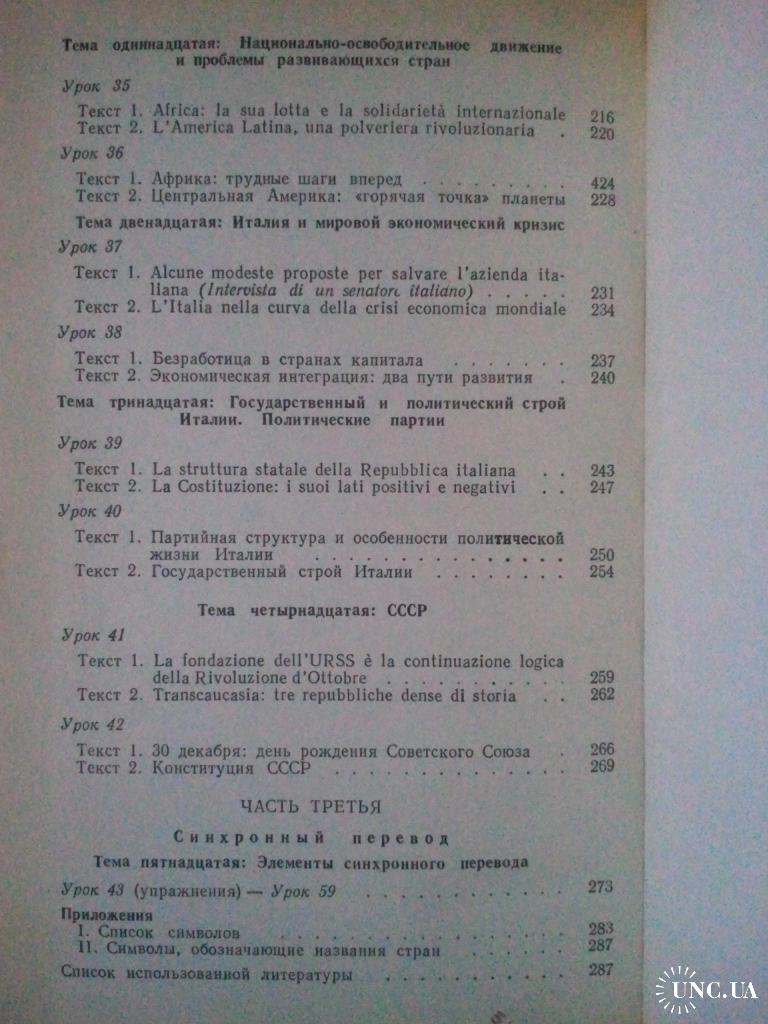 Тема одиннадцатая: Национально-освободительное движение
и проблемы развивающихся стран
Урок 35
Текст 1. Africa: la sua lotta e la solidarietà internazionale 216
Текст 2. L'America Latina, una polveriera rivoluzionaria . 220
Урок 36
Текст 1. Африка: трудные шаги вперед . . . . . . . . . 424
Текст 2. Центральная Америка: «горячая точка» планеты 228
Тема двенадцатая: Италия и мировой экономический кризис
Урок 37
Текст 1. Alcune modeste proposte per salvare l'azienda ita-
liana (Intervista di un senatore italiano) . . . . . 231
Текст 2. L'Italia nella curva della crisi economica mondiale 234
Урок 38
Текст 1. Безработица в странах капитала . . . . . . . 237
Текст 2. Экономическая интеграция: два пути развития . 240
Тема тринадцатая: Государственный и политический строй
Италии. Политические партии
Урок 39
Текст 1. La struttura statale della Repubblica italiana . . 243
Текст 2. La Costituzione: i suoi lati positivi e negativi . . 247
Урок 40
Текст 1. Партийная структура и особенности политической
жизни Италии . . . . . . . . . . . . . 250
Текст 2. Государственный строй Италии . . . . . . . . 254
Тема четырнадцатая: СССР
Урок 41
Текст 1. La fondazione dell'URSS è la continuazione logica
della Rivoluzione d'Ottobre . . . . . . . . . . . 259
Текст 2. Transcaucasia: tre repubbliche dense di storia . . 262
Урок 42
Текст 1. 30 декабря: день рождения Советского Союза . 266
Текст 2. Конституция СССР . . . . . . . . . . . . . . 269
ЧАСТЬ ТРЕТЬЯ
Синхронный перевод
Тема пятнадцатая: Элементы синхронного перевода
Урок 43 (упражнения) — Урок 59 . . . . . . . . . . . . 273
Приложения
I. Список символов . . . . . . . . . . . . . . . . . 283
II. Символы, обозначающие названия стран . . . . . . 287
Список использованной литературы . . . . . . . . . . . 287
UNC.UA